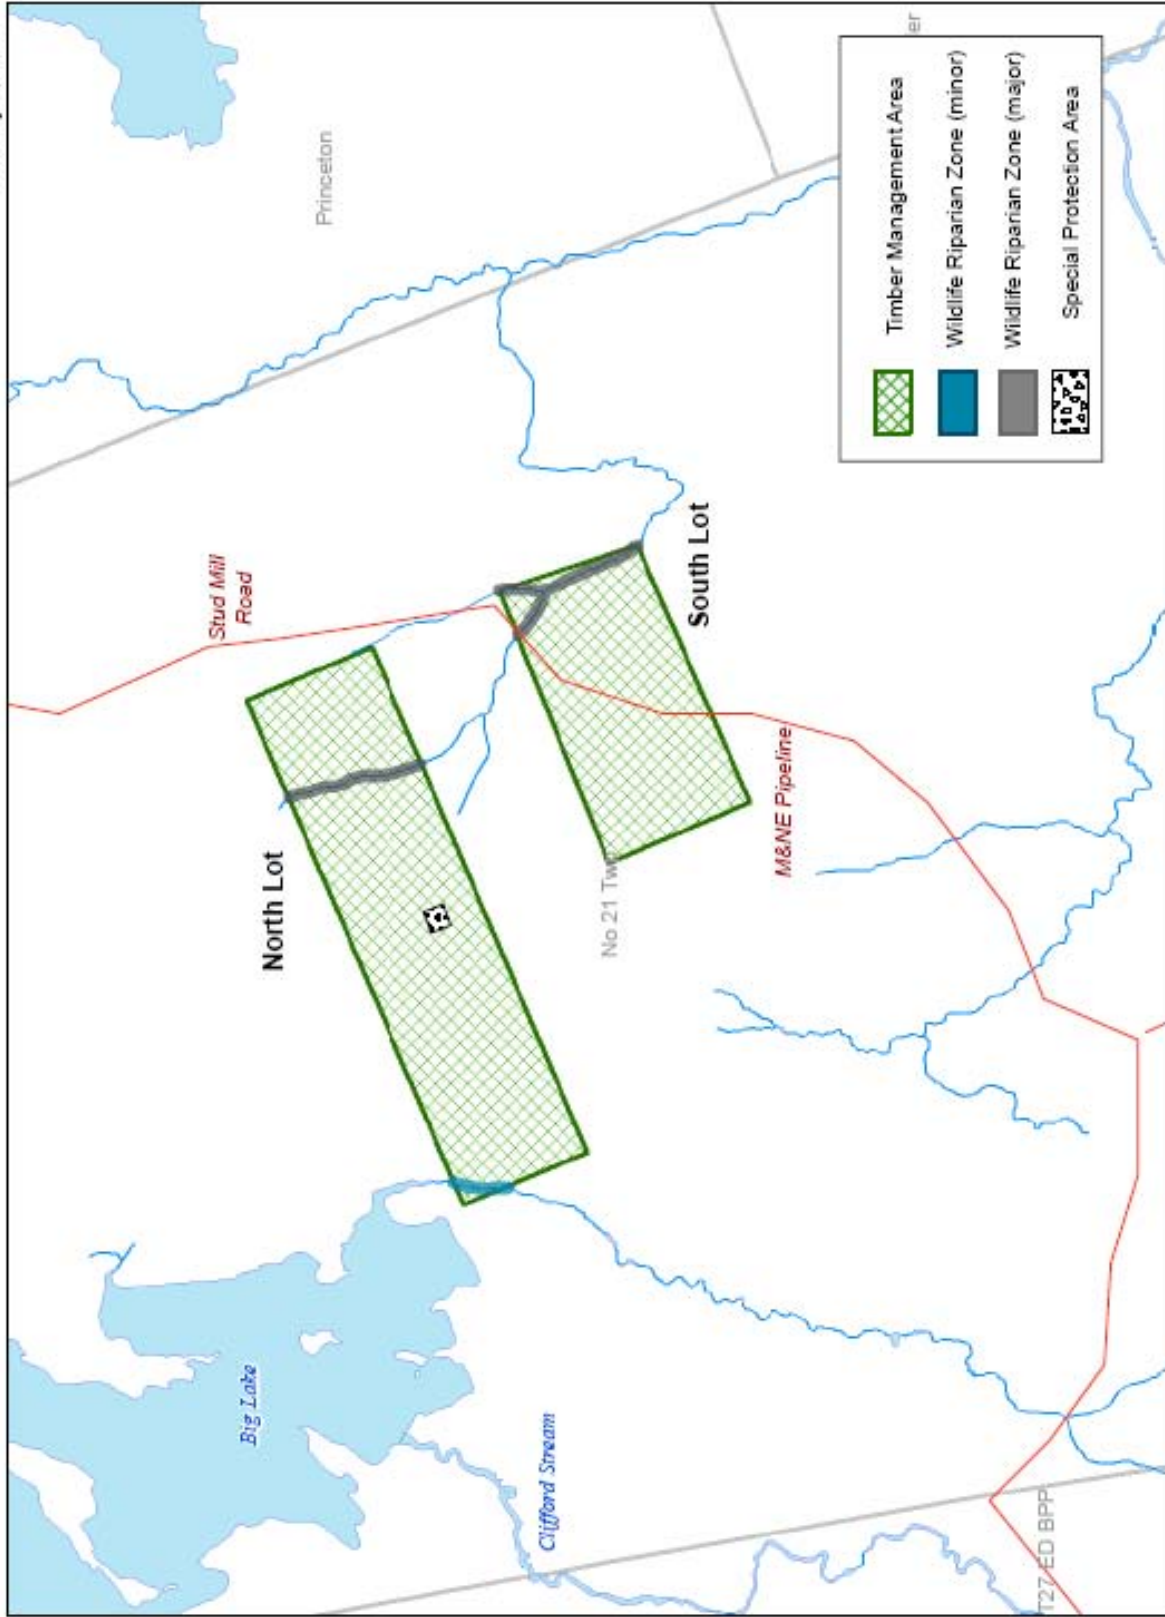 Princeton
er
Timber Management Area
Wildlife Riparian Zone (minor)
Wildlife Riparian Zone (major)
Special Protection Area
Stud Mill
Road
North Lot
South Lot
No 21 Tw
M&NE Pipeline
Big Lake
Clifford Stream
T27 ED BPP